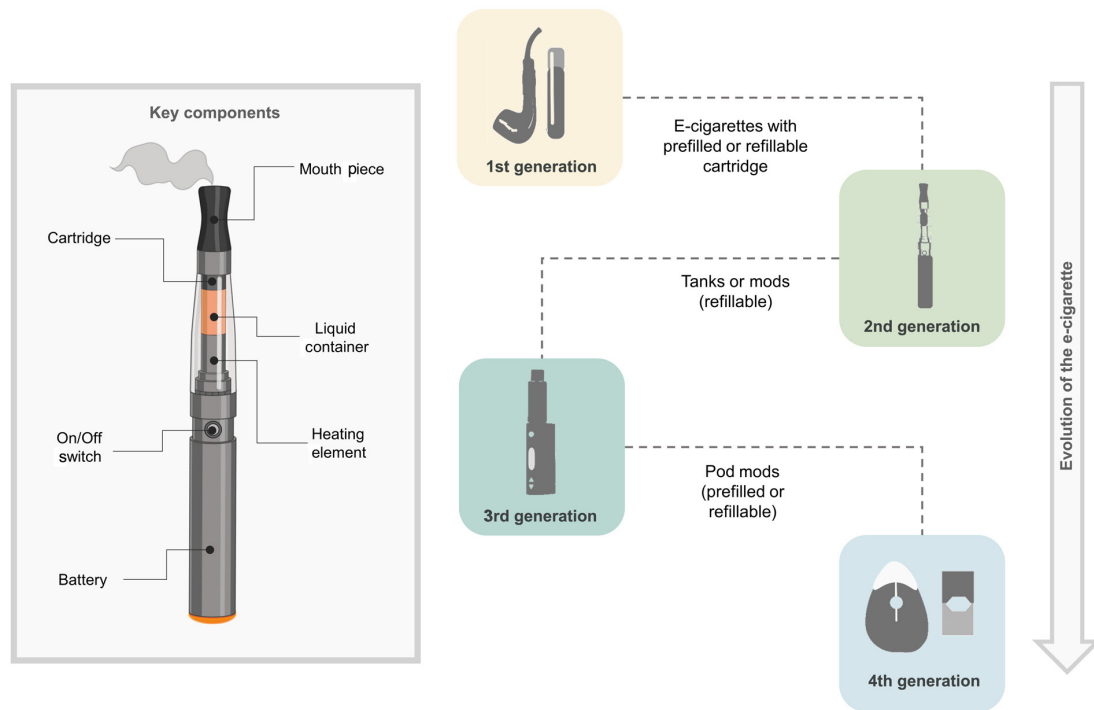 Key components
Mouth piece
Cartridge
Liquid
container
On/Off
switch
Heating
element
Battery
1st generation
E-cigarettes with
prefilled or refillable
cartridge
2nd generation
Tanks or mods
(refillable)
3rd generation
Pod mods
(prefilled or
refillable)
4th generation
Evolution of the e-cigarette